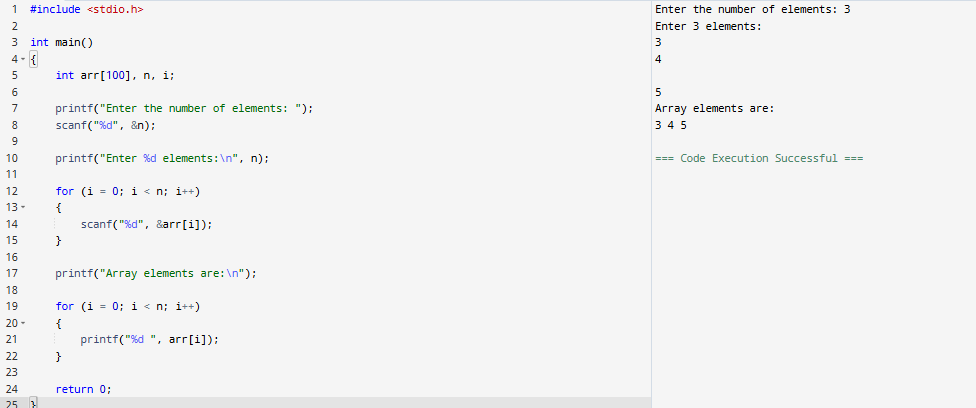 1 #include <stdio.h>
2
3 int main()
4 {
5     int arr[100], n, i;
6
7     printf("Enter the number of elements: ");
8     scanf("%d", &n);
9
10     printf("Enter %d elements:\n", n);
11
12     for (i = 0; i < n; i++)
13     {
14         scanf("%d", &arr[i]);
15     }
16
17     printf("Array elements are:\n");
18
19     for (i = 0; i < n; i++)
20     {
21         printf("%d ", arr[i]);
22     }
23
24     return 0;
25 }
Enter the number of elements: 3
Enter 3 elements:
3
4

5
Array elements are:
3 4 5

=== Code Execution Successful ===